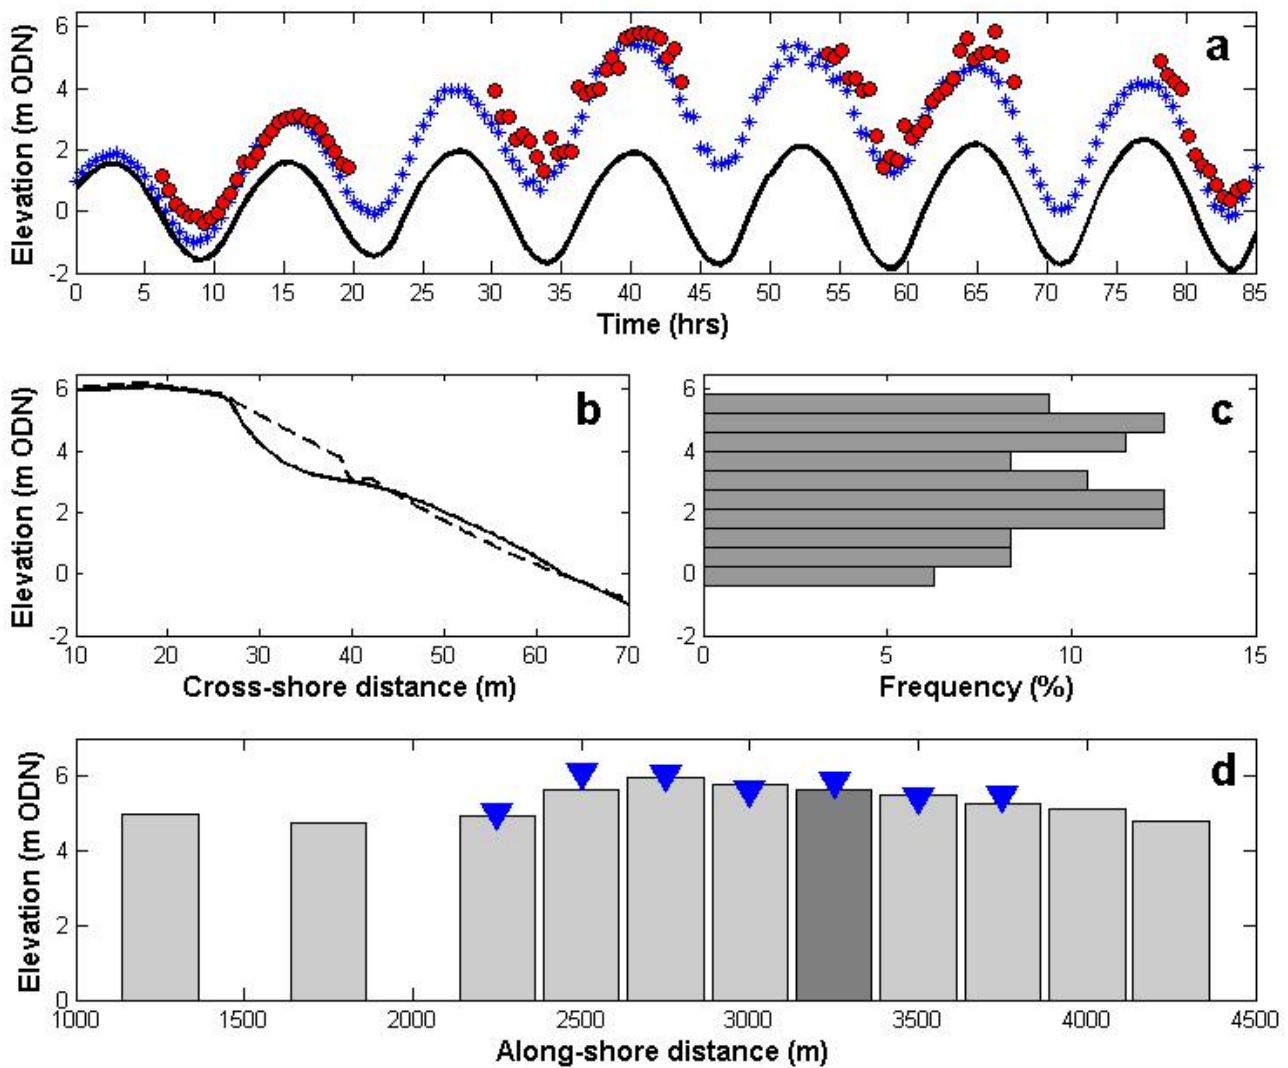 a
Elevation (m ODN)
6
4
2
0
-2
0 5 10 15 20 25 30 35 40 45 50 55 60 65 70 75 80 85
Time (hrs)
b
Elevation (m ODN)
6
4
2
0
-2
10 20 30 40 50 60 70
Cross-shore distance (m)
c
6
4
2
0
-2
0 5 10 15
Frequency (%)
d
Elevation (m ODN)
6
4
2
0
1000 1500 2000 2500 3000 3500 4000 4500
Along-shore distance (m)